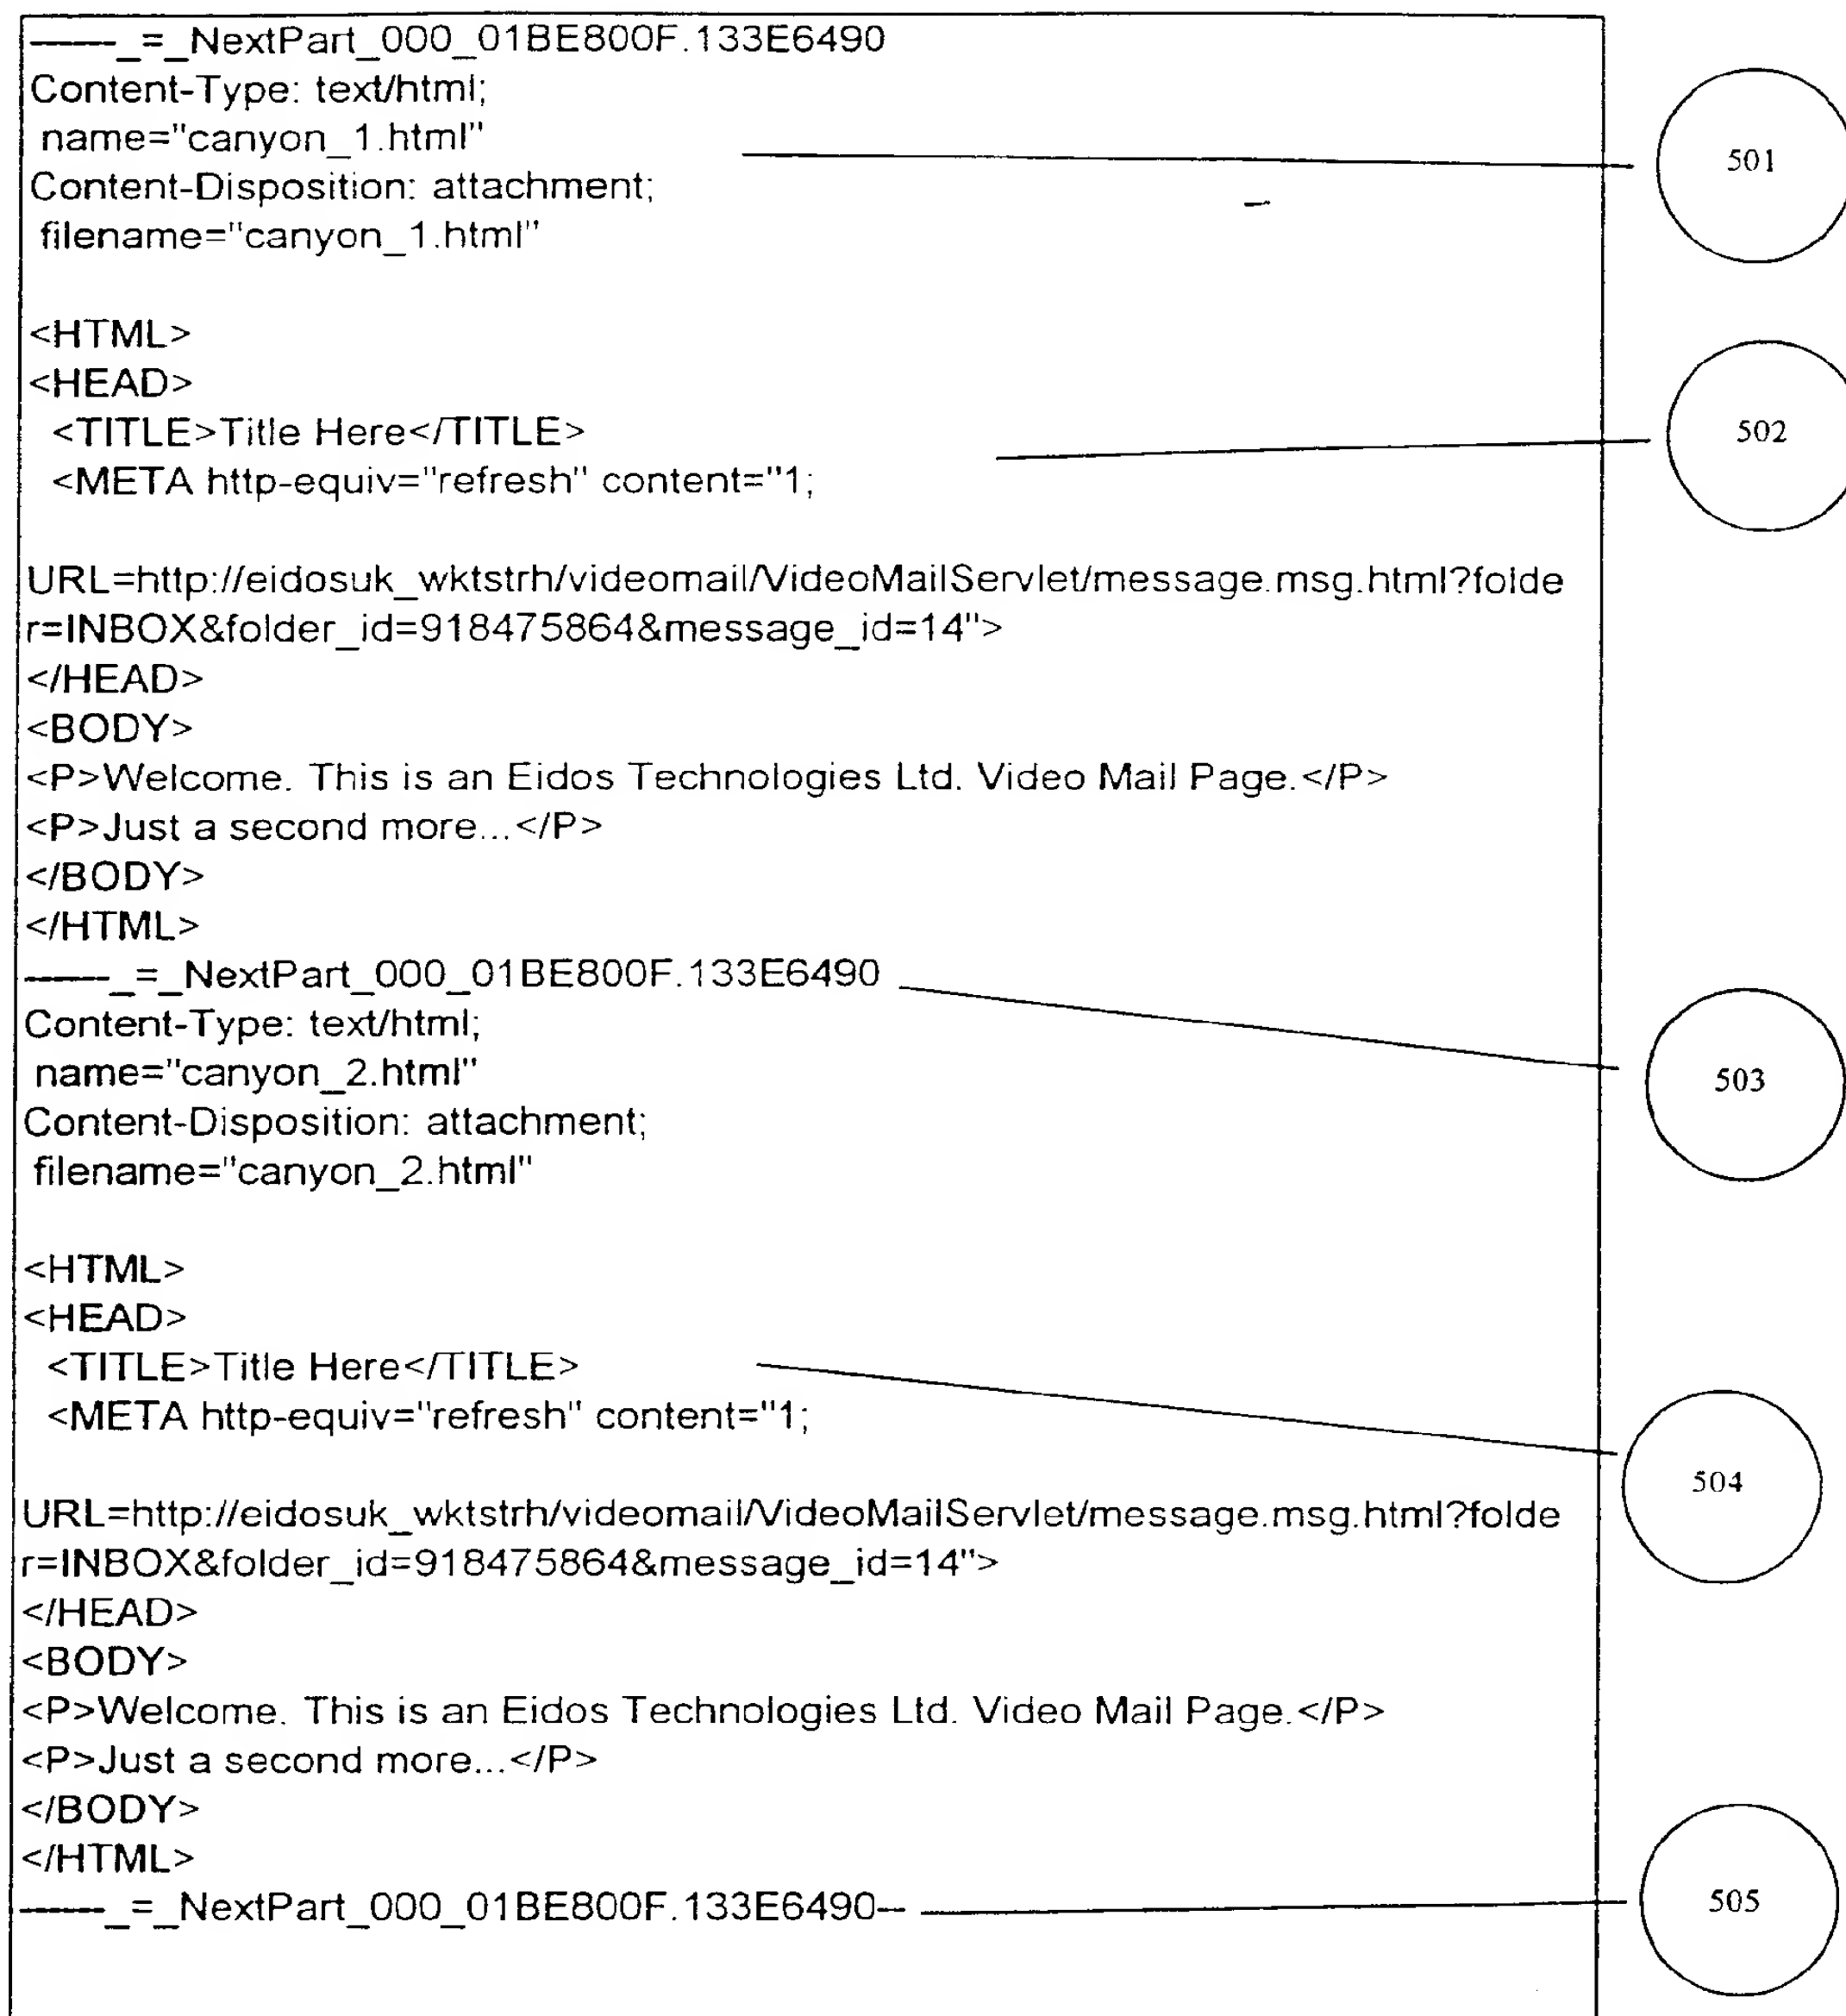 ------_=_NextPart_000_01BE800F.133E6490
Content-Type: text/html;
name="canyon_1.html"
501
Content-Disposition: attachment;
filename="canyon_1.html"
<HTML>
<HEAD>
<TITLE>Title Here</TITLE>
502
<META http-equiv="refresh" content="1;
URL=http://eidosuk_wktstrh/videomail/VideoMailServlet/message.msg.html?folde
r=INBOX&folder_id=918475864&message_id=14">
</HEAD>
<BODY>
<P>Welcome. This is an Eidos Technologies Ltd. Video Mail Page.</P>
<P>Just a second more...</P>
</BODY>
</HTML>
------_=_NextPart_000_01BE800F.133E6490
Content-Type: text/html;
name="canyon_2.html"
503
Content-Disposition: attachment;
filename="canyon_2.html"
<HTML>
<HEAD>
<TITLE>Title Here</TITLE>
<META http-equiv="refresh" content="1;
504
URL=http://eidosuk_wktstrh/videomail/VideoMailServlet/message.msg.html?folde
r=INBOX&folder_id=918475864&message_id=14">
</HEAD>
<BODY>
<P>Welcome. This is an Eidos Technologies Ltd. Video Mail Page.</P>
<P>Just a second more...</P>
</BODY>
</HTML>
------_=_NextPart_000_01BE800F.133E6490--
505